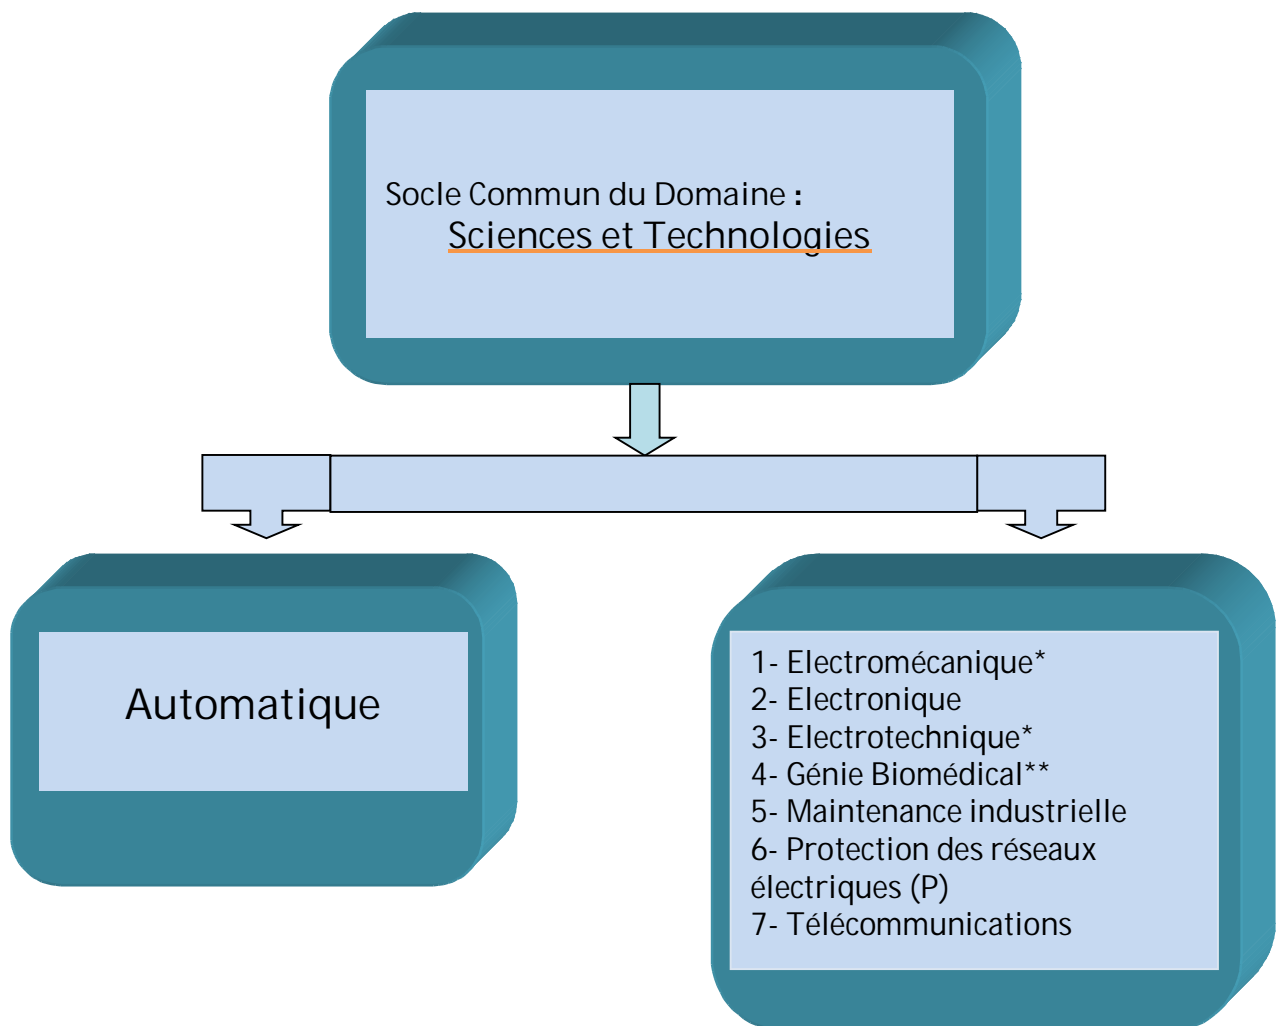 Socle Commun du Domaine :
Sciences et Technologies
Automatique
1- Electromécanique*
2- Electronique
3- Electrotechnique*
4- Génie Biomédical**
5- Maintenance industrielle
6- Protection des réseaux
électriques (P)
7- Télécommunications